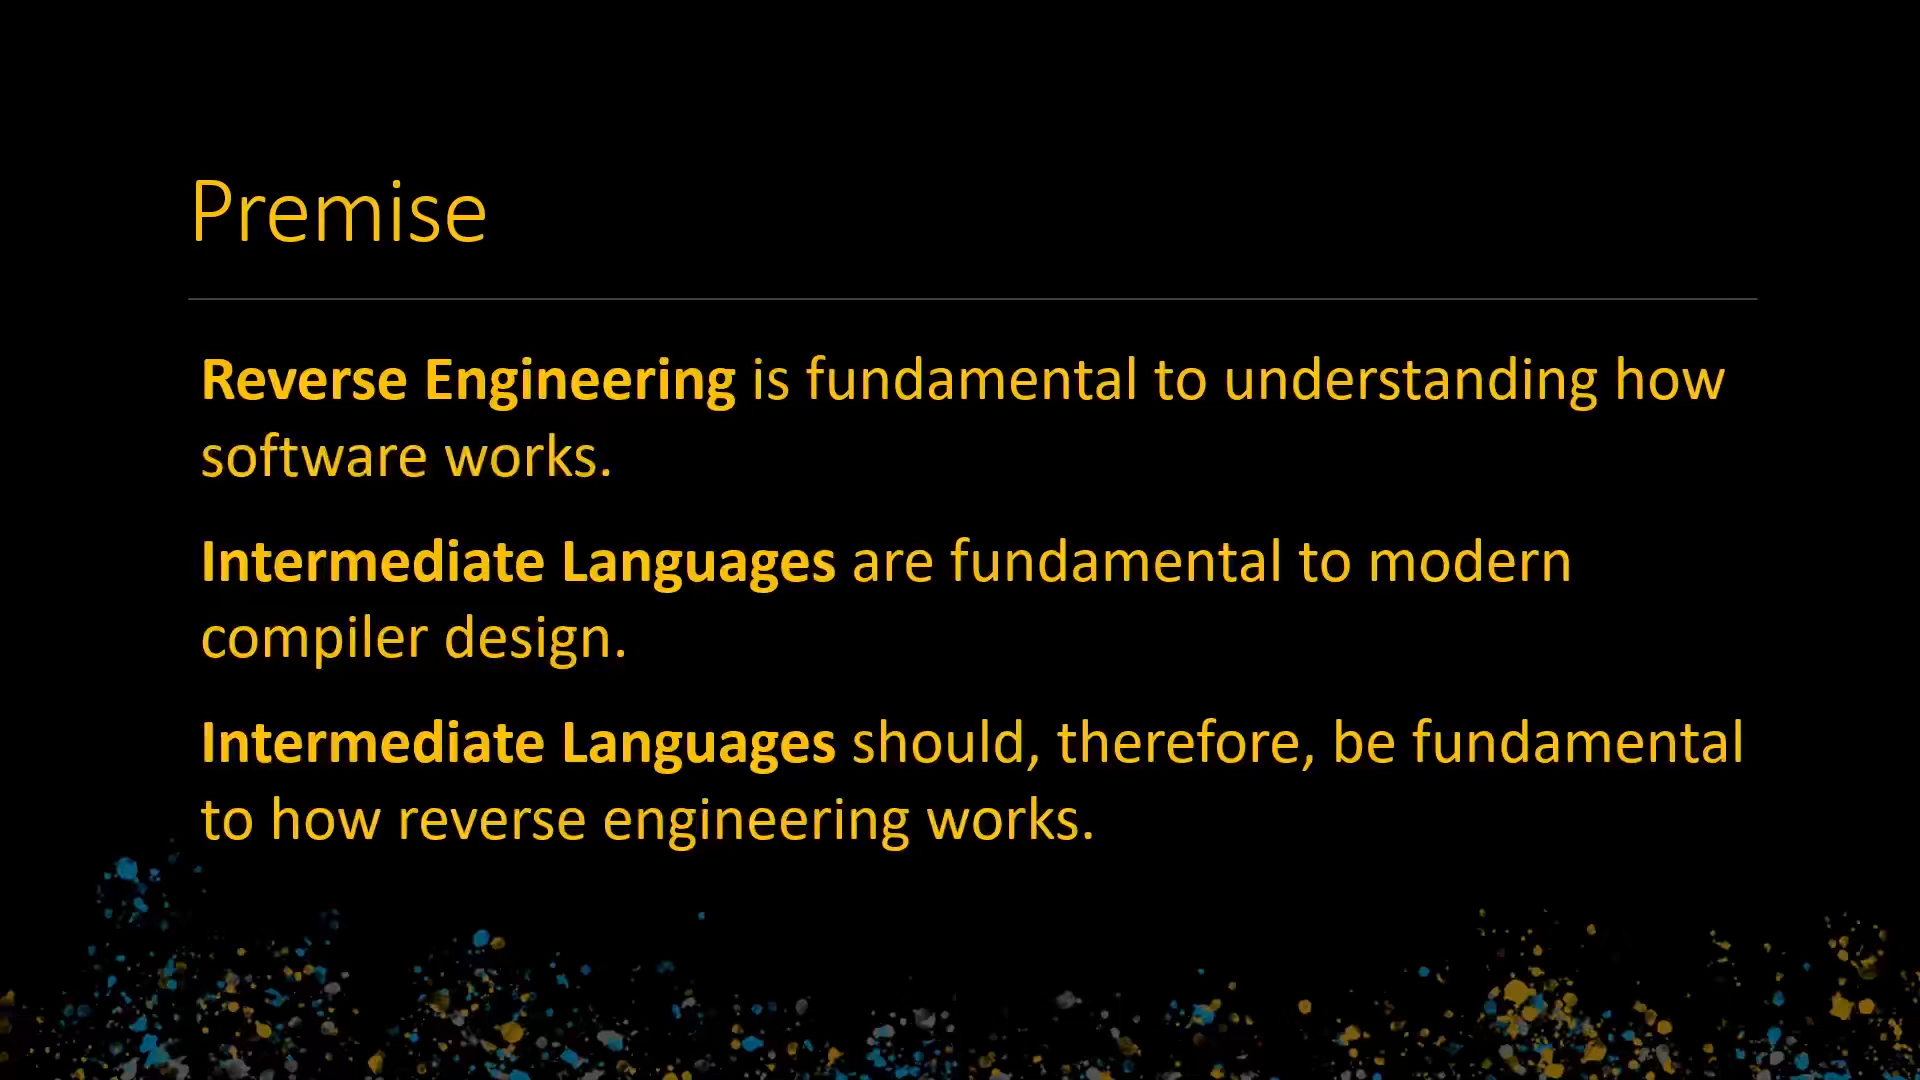 Premise
Reverse Engineering is fundamental to understanding how
software works.
Intermediate Languages are fundamental to modern
compiler design.
Intermediate Languages should, therefore, be fundamental
to how reverse engineering works.